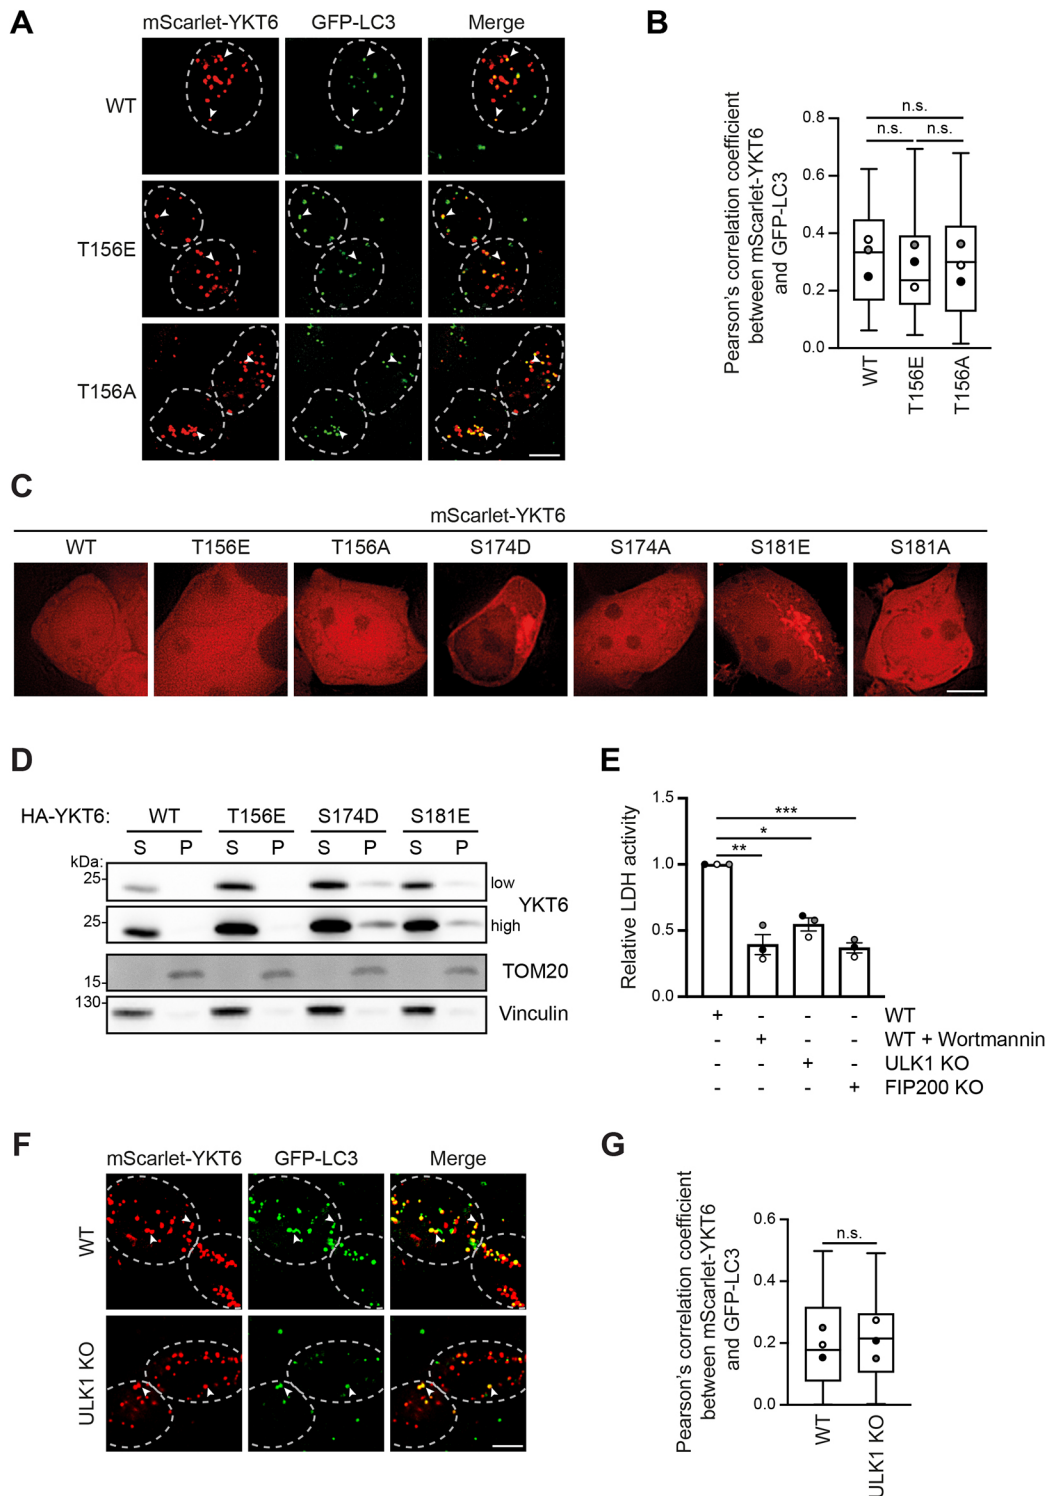 A
mScarlet-YKT6 GFP-LC3 Merge
WT
T156E
T156A
B
Pearson's correlation coefficient
between mScarlet-YKT6
and GFP-LC3
0.8
0.6
0.4
0.2
0.0
n.s.
n.s. n.s.
WT
T156E
T156A
C
mScarlet-YKT6
WT T156E T156A S174D S174A S181E S181A
D
HA-YKT6: WT T156E S174D S181E
S P S P S P S P
kDa:
25 low
YKT6
25 high
15 TOM20
130 Vinculin
E
Relative LDH activity
1.5
1.0
0.5
0.0
***
*
**
+ - - - WT
- + - - WT + Wortmannin
- - + - ULK1 KO
- - - + FIP200 KO
F
mScarlet-YKT6 GFP-LC3 Merge
WT
ULK1 KO
G
Pearson's correlation coefficient
between mScarlet-YKT6
and GFP-LC3
0.6
0.4
0.2
0.0
n.s.
WT
ULK1 KO